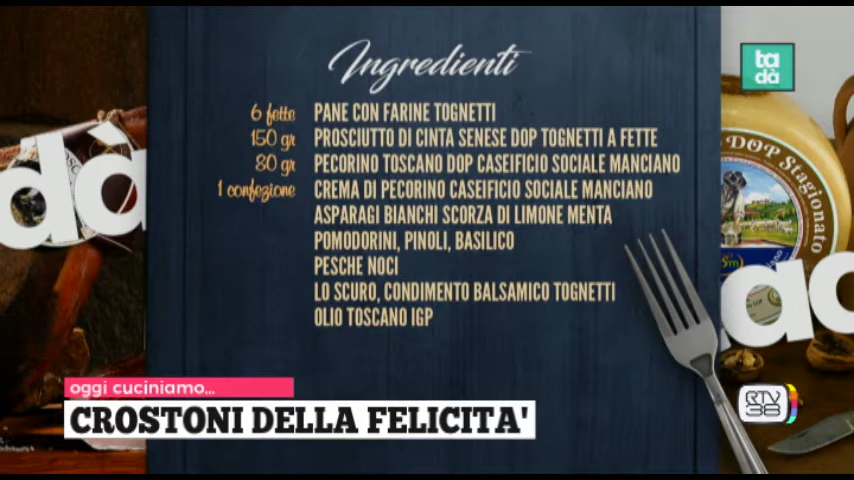 Ingredienti
ta
dà
6 fette PANE CON FARINE TOGNETTI
150 gr PROSCIUTTO DI CINTA SENESE DOP TOGNETTI A FETTE
80 gr PECORINO TOSCANO DOP CASEIFICIO SOCIALE MANCIANO
1 confezione CREMA DI PECORINO CASEIFICIO SOCIALE MANCIANO
ASPARAGI BIANCHI SCORZA DI LIMONE MENTA
POMODORINI, PINOLI, BASILICO
PESCHE NOCI
LO SCURO, CONDIMENTO BALSAMICO TOGNETTI
OLIO TOSCANO IGP
dà
DOP Stagionato
ad
oggi cuciniamo...
CROSTONI DELLA FELICITA'
RTV
38